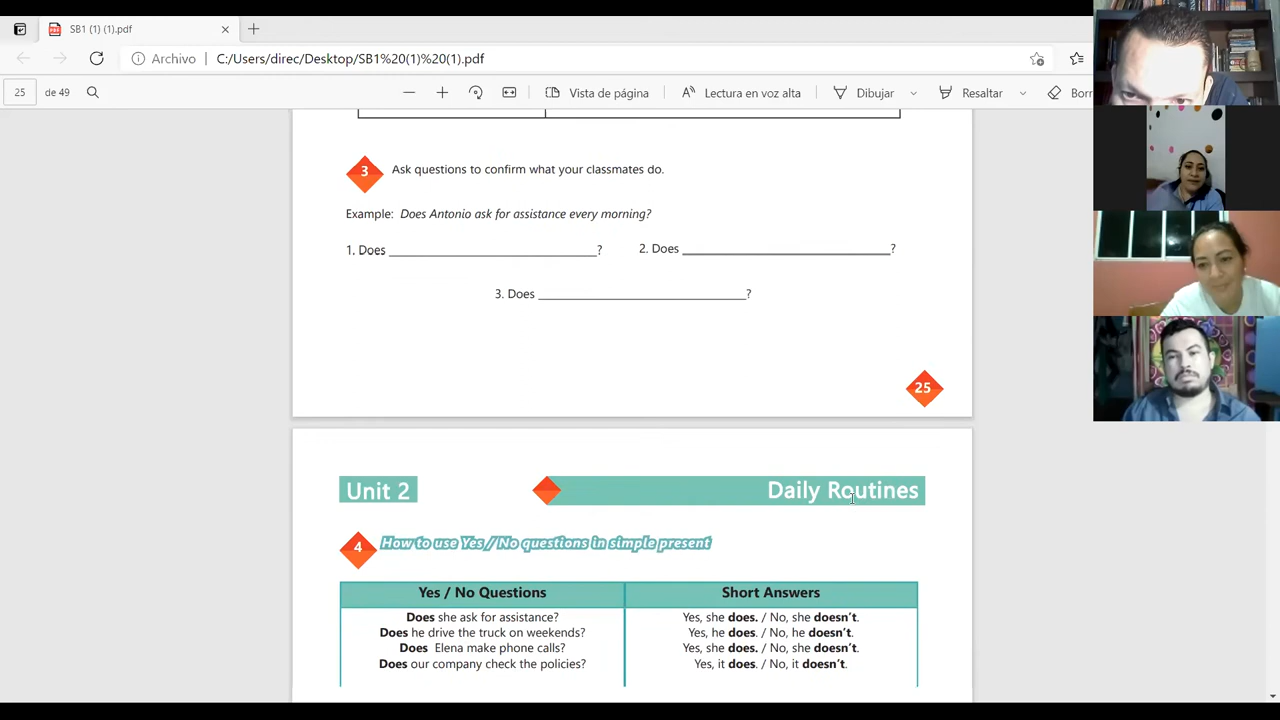 SB1 (1) (1).pdf
Archivo
C:/Users/direc/Desktop/SB1%20(1)%20(1).pdf
25 de 49
Vista de página
Lectura en voz alta
Dibujar
Resaltar
Borr
3 Ask questions to confirm what your classmates do.
Example: Does Antonio ask for assistance every morning?
1. Does ______________________________? 2. Does ______________________________?
3. Does ______________________________?
25
Unit 2 Daily Routines
4 How to use Yes / No questions in simple present
Yes / No Questions Short Answers
Does she ask for assistance? Yes, she does. / No, she doesn't.
Does he drive the truck on weekends? Yes, he does. / No, he doesn't.
Does Elena make phone calls? Yes, she does. / No, she doesn't.
Does our company check the policies? Yes, it does. / No, it doesn't.